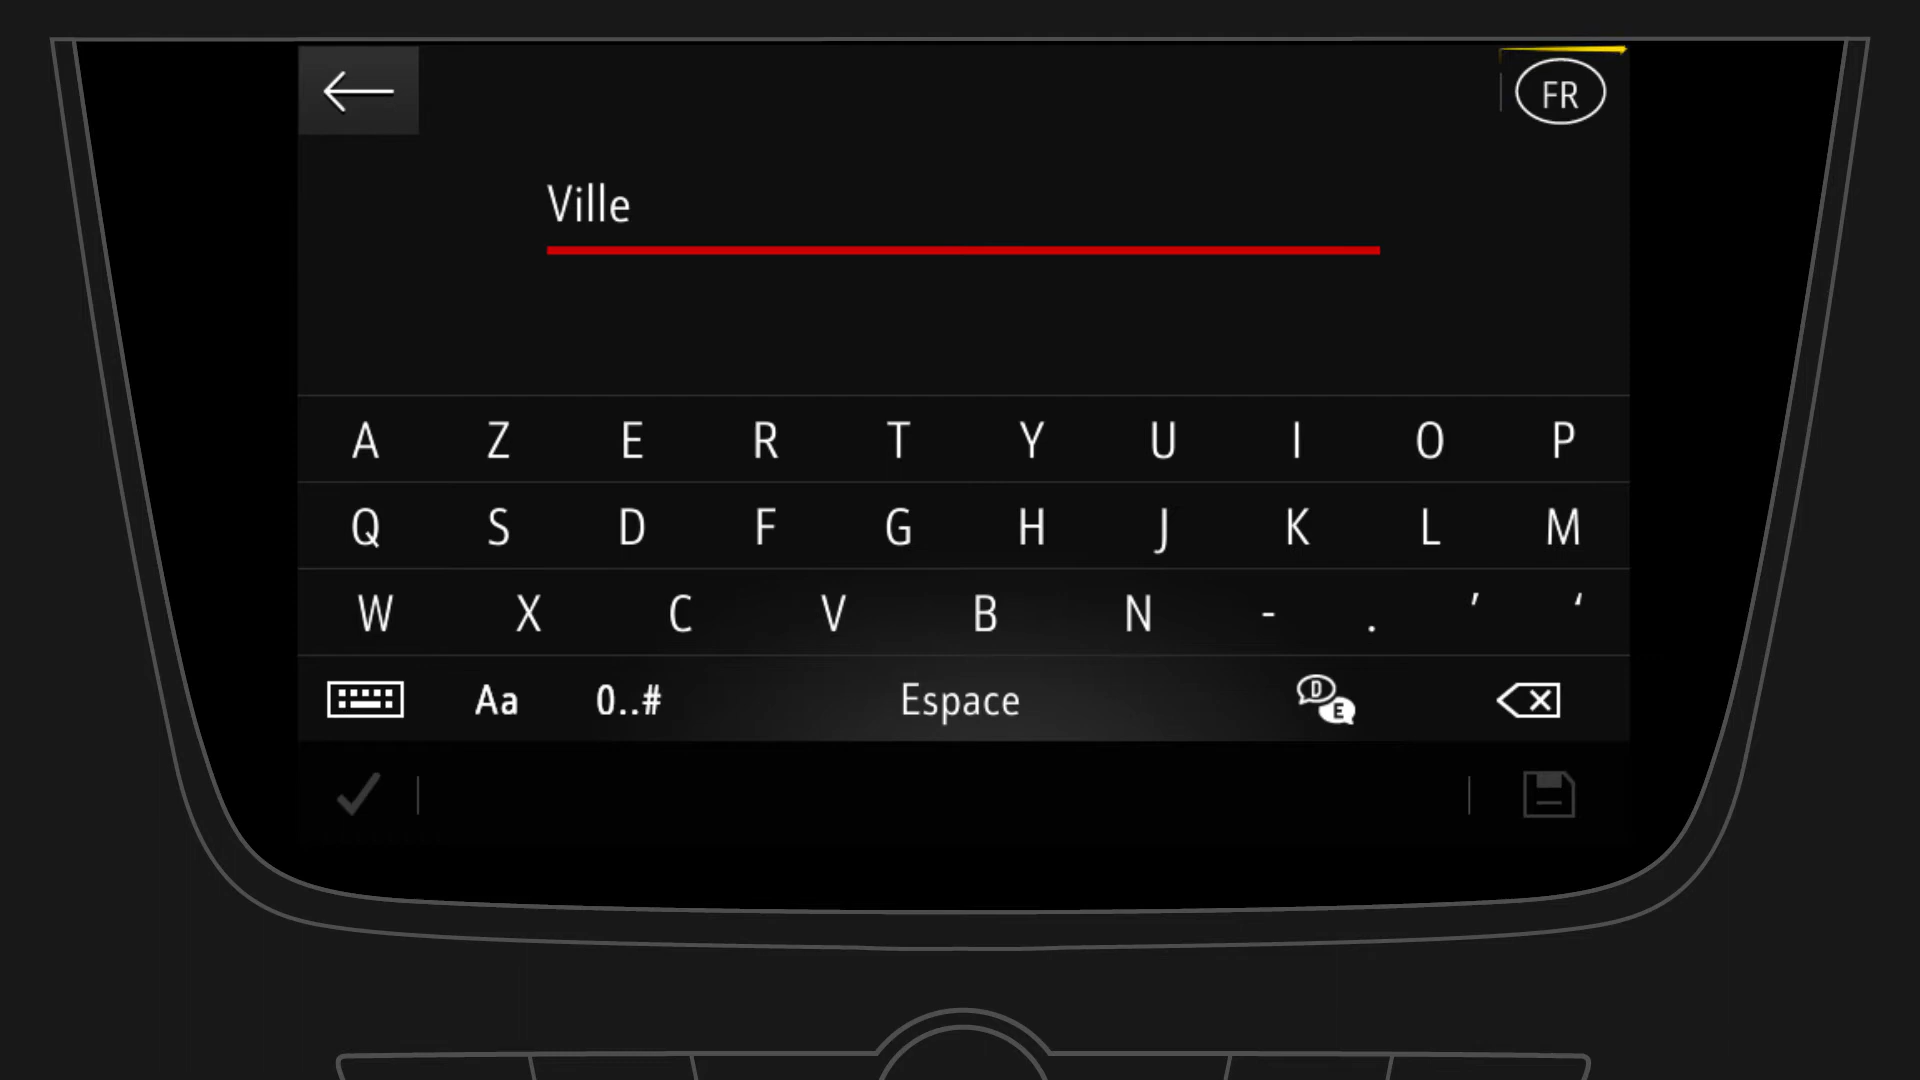 FR
Ville
A Z E R T Y U I O P
Q S D F G H J K L M
W X C V B N - . ’ ‘
Aa 0..# Espace D E